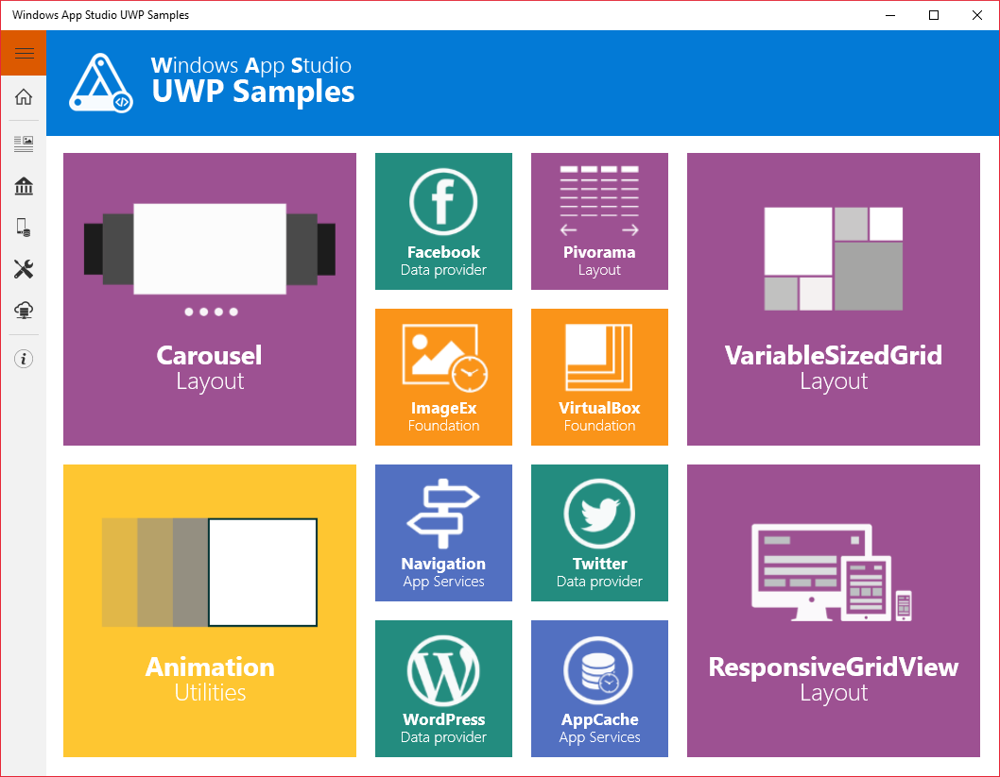 Windows App Studio UWP Samples
Windows App Studio
UWP Samples
Carousel
Layout
Facebook
Data provider
Pivorama
Layout
VariableSizedGrid
Layout
ImageEx
Foundation
VirtualBox
Foundation
Animation
Utilities
Navigation
App Services
Twitter
Data provider
ResponsiveGridView
Layout
WordPress
Data provider
AppCache
App Services